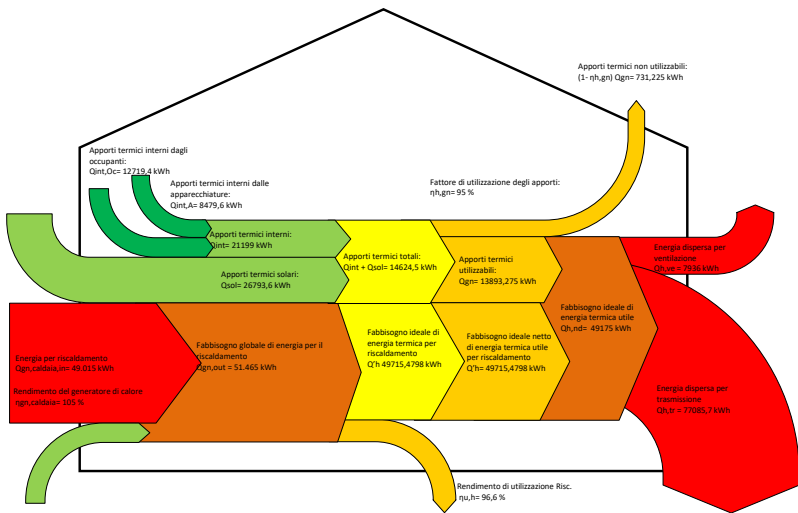 Apporti termici non utilizzabili:
(1- ηh,gn) Qgn= 731,225 kWh
Apporti termici interni dagli
occupanti:
Qint,Oc= 12719,4 kWh
Apporti termici interni dalle
apparecchiature:
Qint,A= 8479,6 kWh
Fattore di utilizzazione degli apporti:
ηh,gn= 95 %
Apporti termici interni:
Qint= 21199 kWh
Apporti termici solari:
Qsol= 26793,6 kWh
Apporti termici totali:
Qint + Qsol= 14624,5 kWh
Apporti termici
utilizzabili:
Qgn= 13893,275 kWh
Energia dispersa per
ventilazione
Qh,ve= 7936 kWh
Fabbisogno ideale di
energia termica utile
Qh,nd= 49175 kWh
Energia per riscaldamento
Qgn,caldaia,in= 49.015 kWh
Rendimento del generatore di calore
ηgn,caldaia= 105 %
Fabbisogno globale di energia per il
riscaldamento
Qgn,out = 51.465 kWh
Fabbisogno ideale di
energia termica per
riscaldamento
Q'h 49715,4798 kWh
Fabbisogno ideale netto
di energia termica utile
per riscaldamento
Q'h= 49715,4798 kWh
Energia dispersa per
trasmissione
Qh,tr= 77085,7 kWh
Rendimento di utilizzazione Risc.
ηu,h= 96,6 %